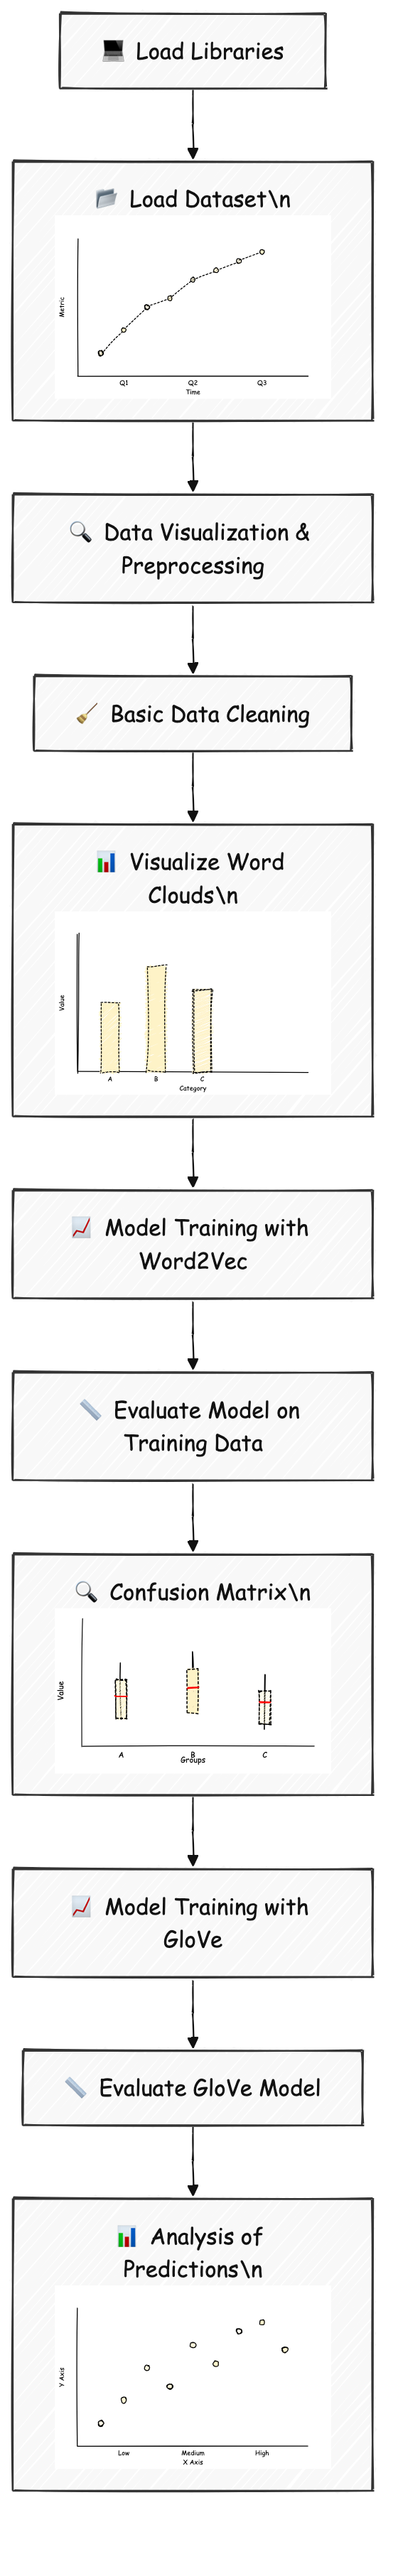 💻 Load Libraries
📂 Load Dataset\n
Metric
Q1 Q2 Q3
Time
🔍 Data Visualization &
Preprocessing
🧹 Basic Data Cleaning
📊 Visualize Word
Clouds\n
Value
A B C
Category
📈 Model Training with
Word2Vec
📏 Evaluate Model on
Training Data
🔍 Confusion Matrix\n
Value
A B C
Groups
📈 Model Training with
GloVe
📏 Evaluate GloVe Model
📊 Analysis of
Predictions\n
Y Axis
Low Medium High
X Axis